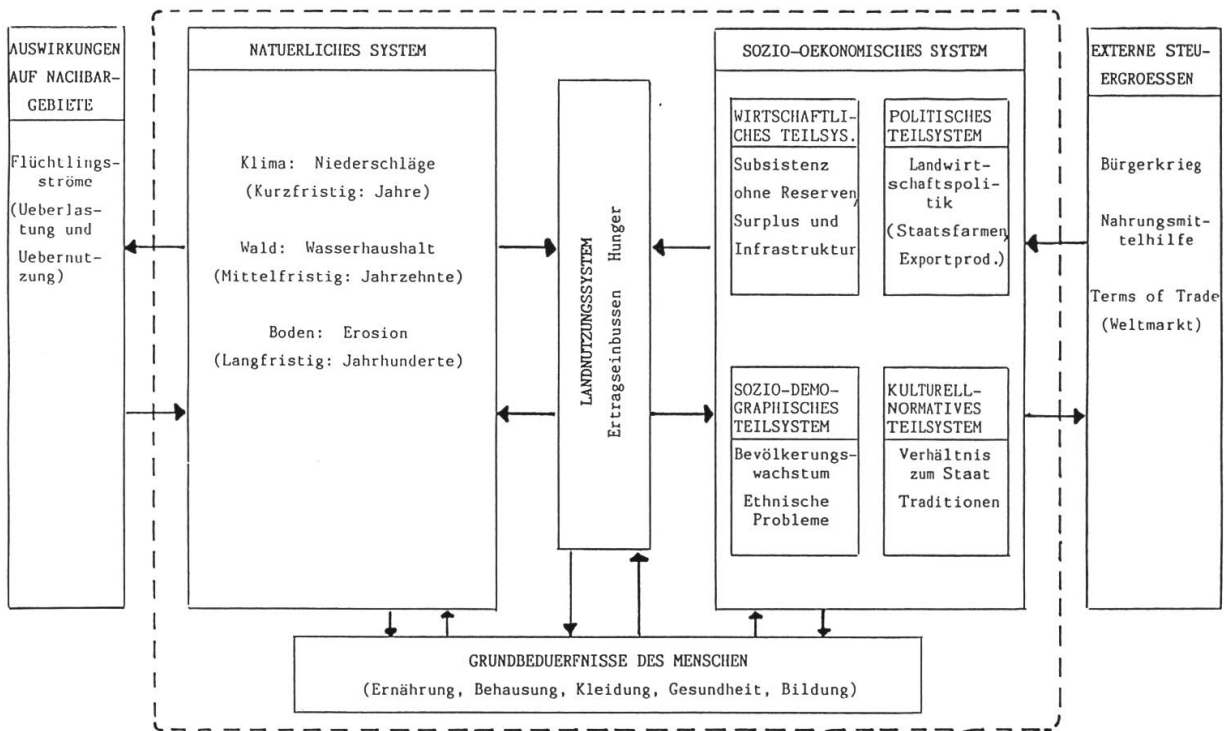 AUSWIRKUNGEN
AUF NACHBAR-
GEBIETE
Flüchtlings-
ströme
(Ueberlas-
tung und
Uebernut-
zung)
NATUERLICHES SYSTEM
Klima: Niederschläge
(Kurzfristig: Jahre)
Wald: Wasserhaushalt
(Mittelfristig: Jahrzehnte)
Boden: Erosion
(Langfristig: Jahrhunderte)
LANDNUTZUNGSSYSTEM
Ertragseinbussen Hunger
SOZIO-OEKONOMISCHES SYSTEM
WIRTSCHAFTLI-
CHES TEILSYS.
Subsistenz
ohne Reserven,
Surplus und
Infrastruktur
POLITISCHES
TEILSYSTEM
Landwirt-
schaftspoli-
tik
(Staatsfarmen,
Exportprod.)
SOZIO-DEMO-
GRAPHISCHES
TEILSYSTEM
Bevölkerungs-
wachstum
Ethnische
Probleme
KULTURELL-
NORMATIVES
TEILSYSTEM
Verhältnis
zum Staat
Traditionen
EXTERNE STEU-
ERGROESSEN
Bürgerkrieg
Nahrungsmit-
telhilfe
Terms of Trade
(Weltmarkt)
GRUNDBEDUERFNISSE DES MENSCHEN
(Ernährung, Behausung, Kleidung, Gesundheit, Bildung)